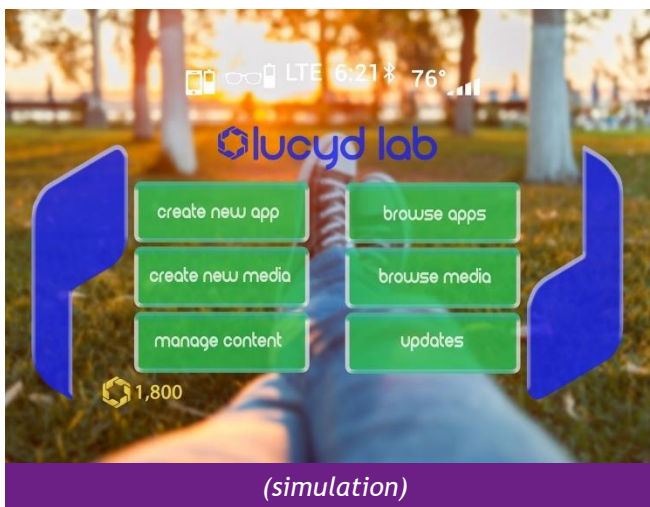 LTE 6:21 76°
lucyd lab
create new app browse apps
create new media browse media
manage content updates
1,800
(simulation)